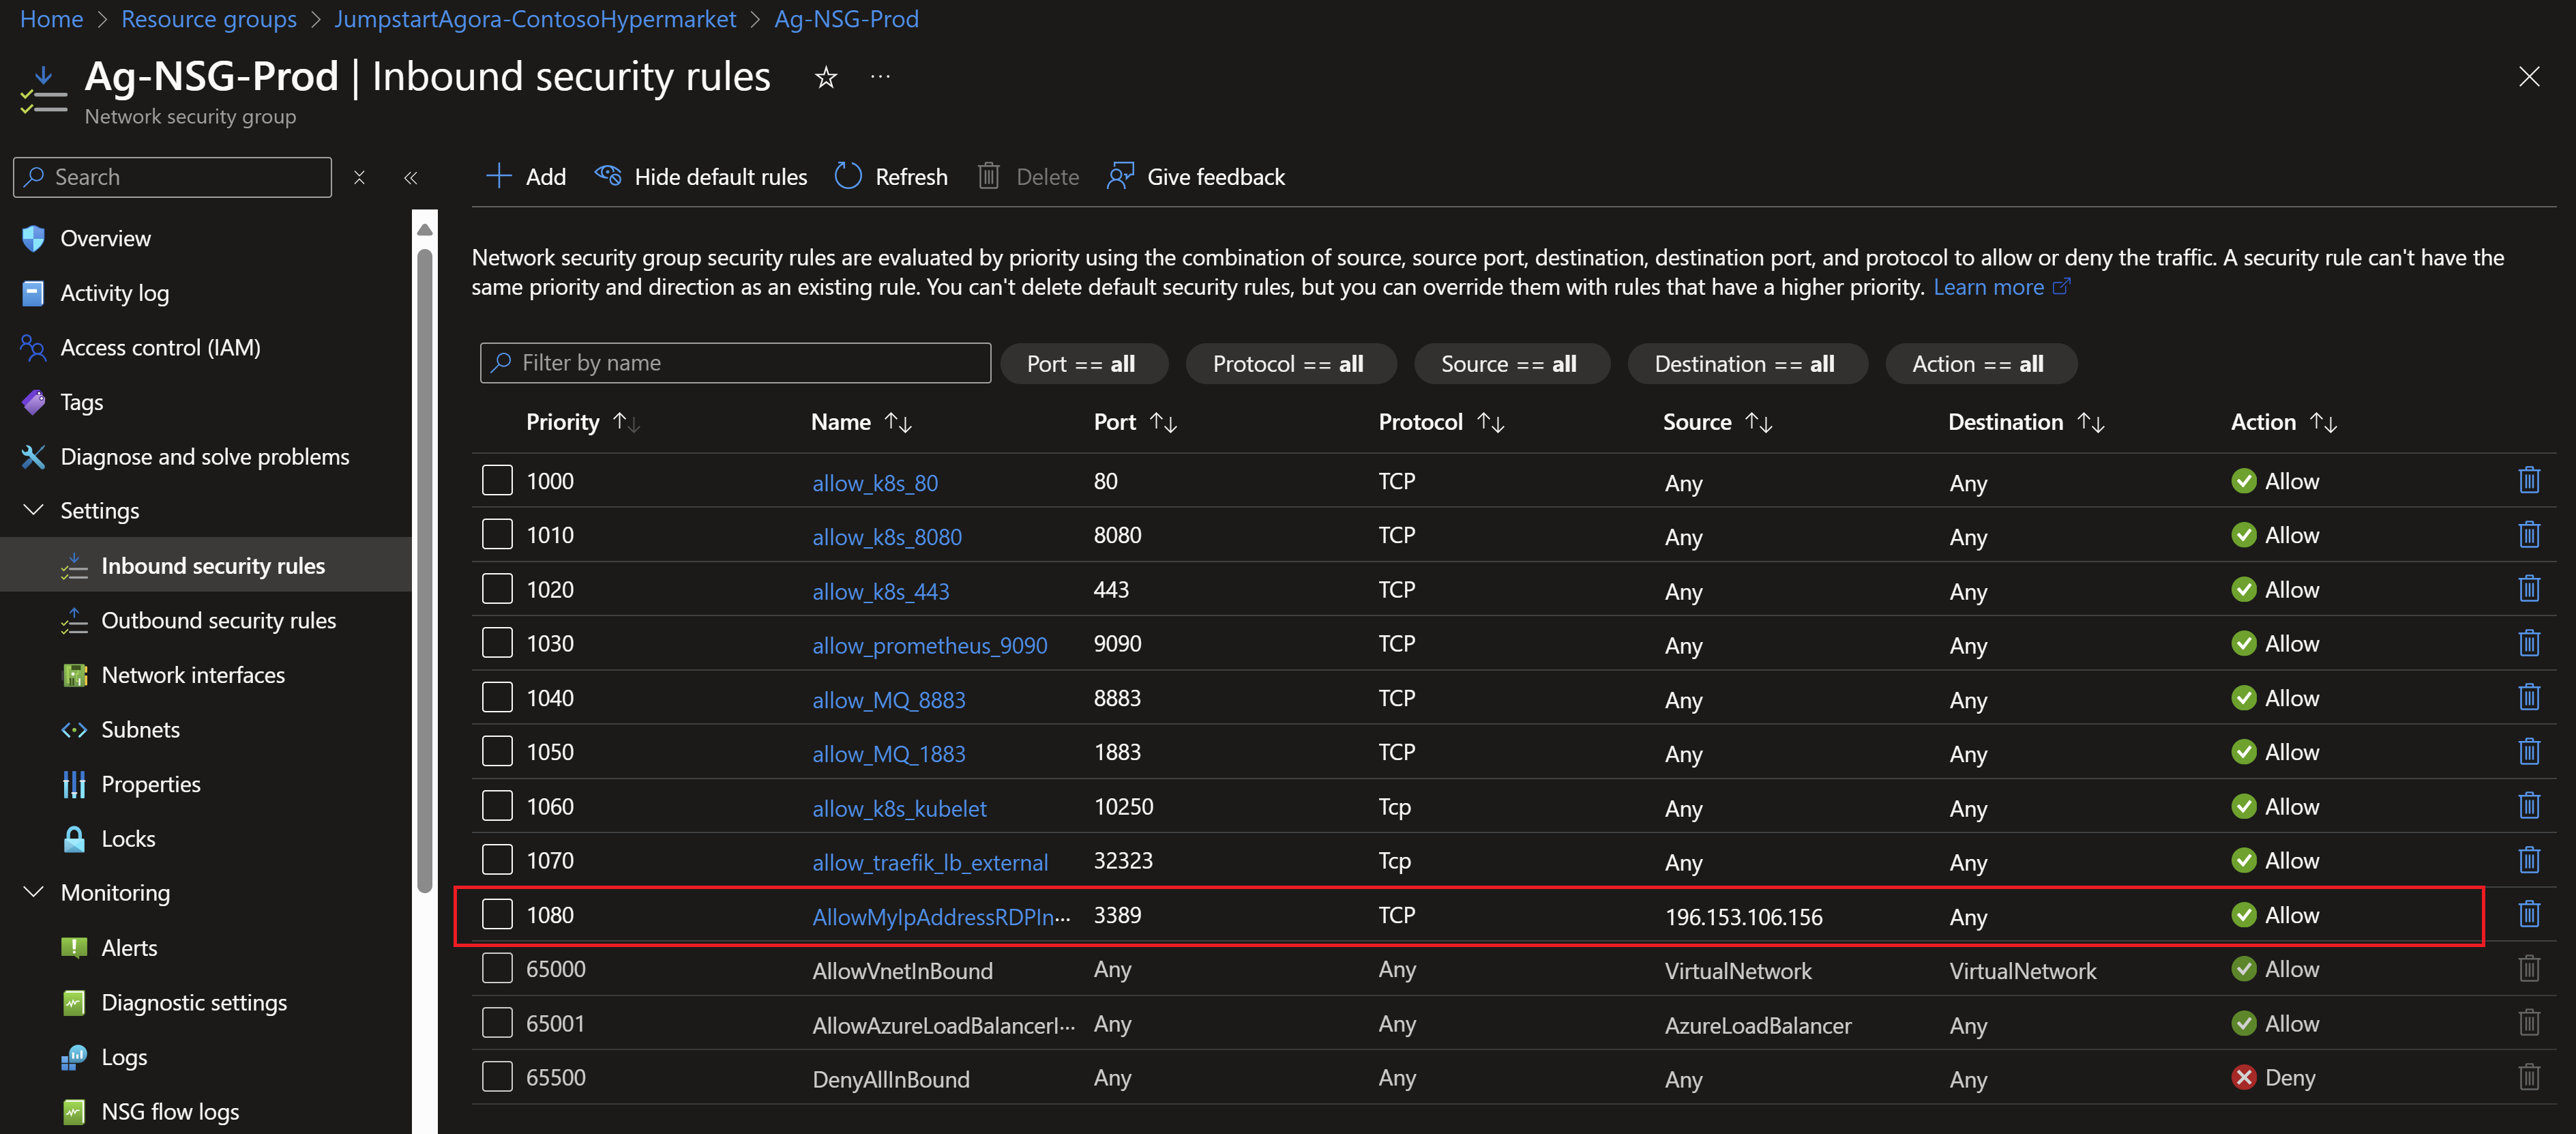 Home > Resource groups > JumpstartAgora-ContosoHypermarket > Ag-NSG-Prod
Ag-NSG-Prod | Inbound security rules ☆ ···
Network security group
Search
Overview
Activity log
Access control (IAM)
Tags
Diagnose and solve problems
Settings
Inbound security rules
Outbound security rules
Network interfaces
Subnets
Properties
Locks
Monitoring
Alerts
Diagnostic settings
Logs
NSG flow logs
Add Hide default rules Refresh Delete Give feedback
Network security group security rules are evaluated by priority using the combination of source, source port, destination, destination port, and protocol to allow or deny the traffic. A security rule can't have the
same priority and direction as an existing rule. You can't delete default security rules, but you can override them with rules that have a higher priority. Learn more
Filter by name Port == all Protocol == all Source == all Destination == all Action == all
Priority ↑↓ Name ↑↓ Port ↑↓ Protocol ↑↓ Source ↑↓ Destination ↑↓ Action ↑↓
1000 allow_k8s_80 80 TCP Any Any Allow
1010 allow_k8s_8080 8080 TCP Any Any Allow
1020 allow_k8s_443 443 TCP Any Any Allow
1030 allow_prometheus_9090 9090 TCP Any Any Allow
1040 allow_MQ_8883 8883 TCP Any Any Allow
1050 allow_MQ_1883 1883 TCP Any Any Allow
1060 allow_k8s_kubelet 10250 Tcp Any Any Allow
1070 allow_traefik_lb_external 32323 Tcp Any Any Allow
1080 AllowMyIpAddressRDPIn··· 3389 TCP 196.153.106.156 Any Allow
65000 AllowVnetInBound Any Any VirtualNetwork VirtualNetwork Allow
65001 AllowAzureLoadBalancerI··· Any Any AzureLoadBalancer Any Allow
65500 DenyAllInBound Any Any Any Any Deny